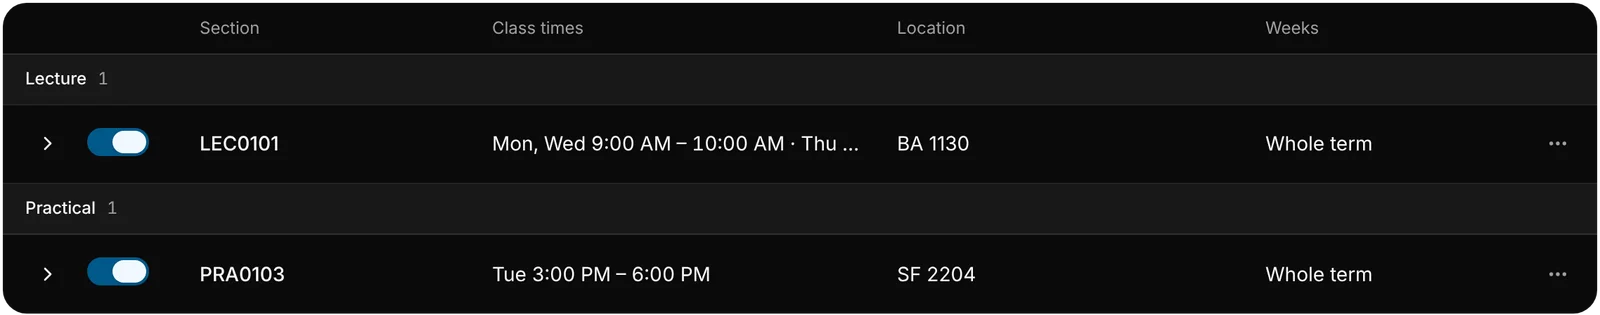 Section Class times Location Weeks
Lecture 1
LEC0101 Mon, Wed 9:00 AM – 10:00 AM · Thu ... BA 1130 Whole term
Practical 1
PRA0103 Tue 3:00 PM – 6:00 PM SF 2204 Whole term